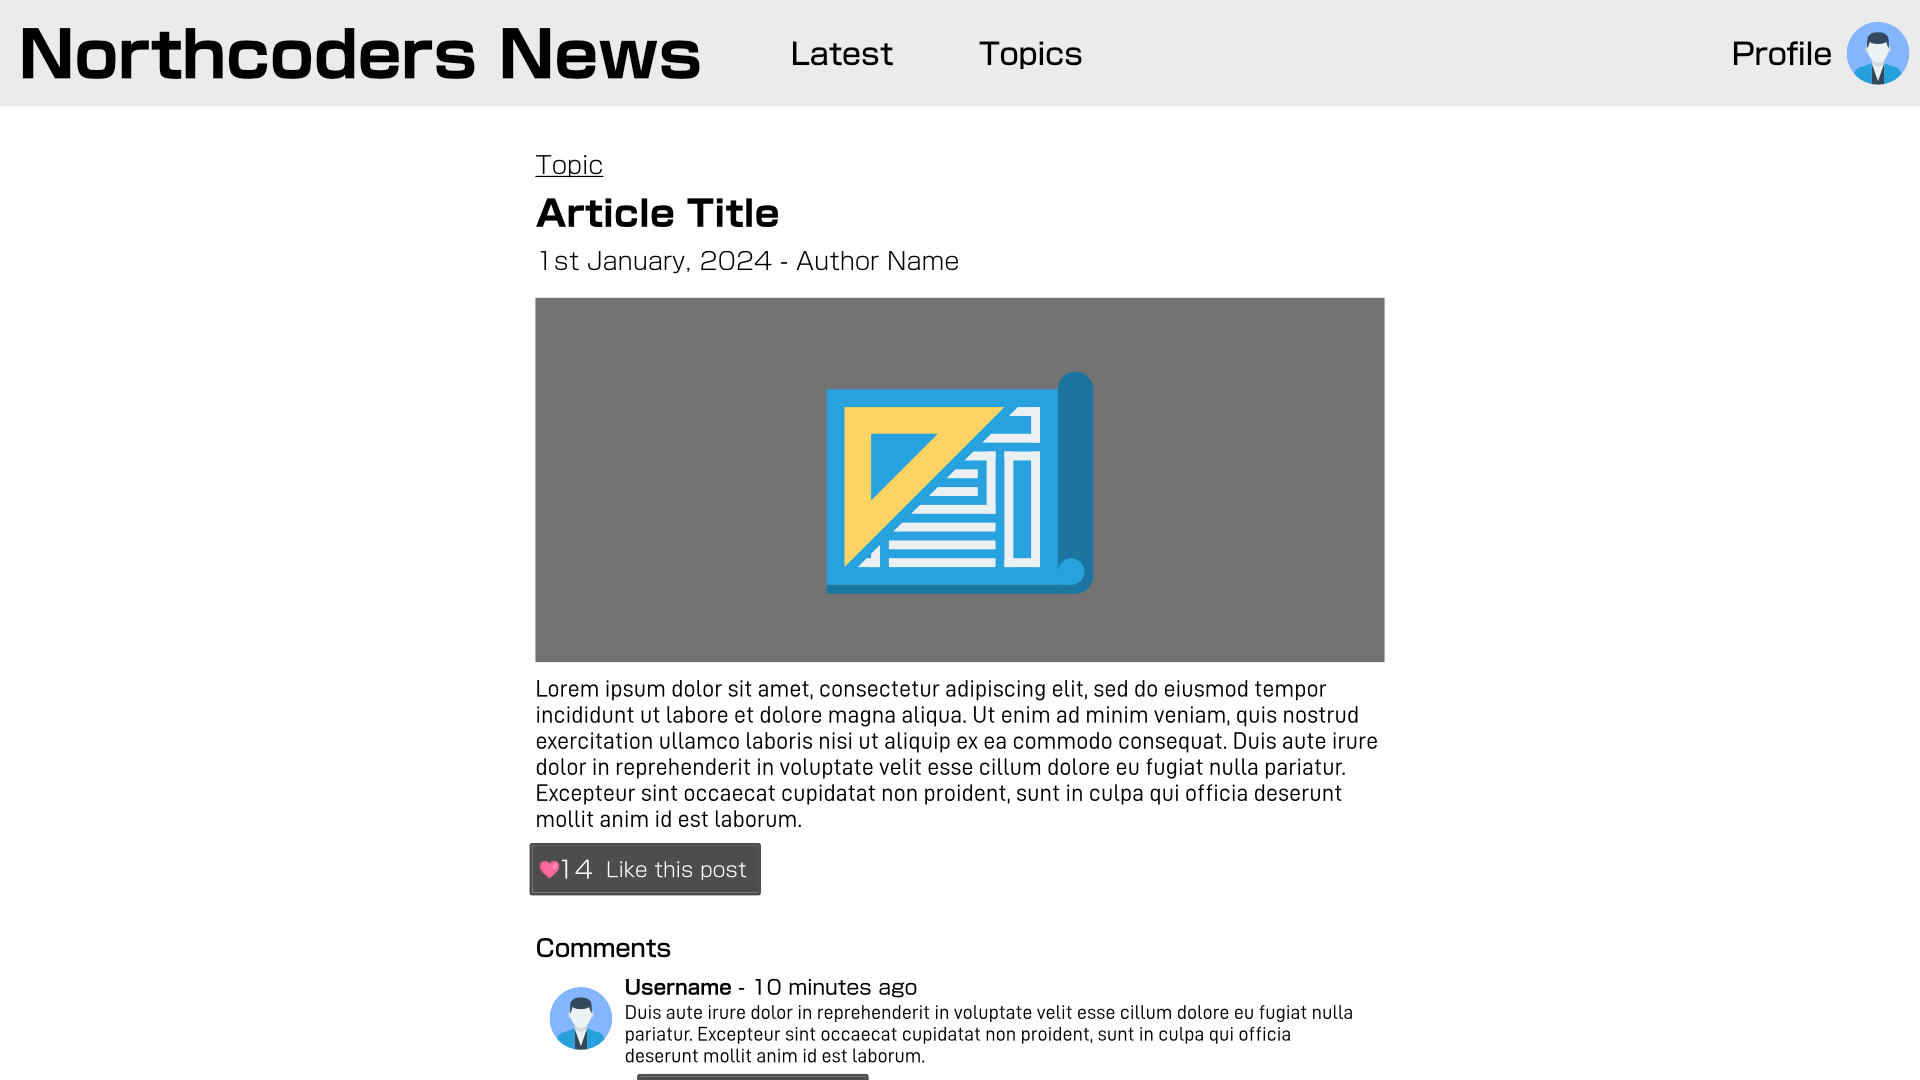 Northcoders News
Latest
Topics
Profile
Topic
Article Title
1st January, 2024 - Author Name
Lorem ipsum dolor sit amet, consectetur adipiscing elit, sed do eiusmod tempor
incididunt ut labore et dolore magna aliqua. Ut enim ad minim veniam, quis nostrud
exercitation ullamco laboris nisi ut aliquip ex ea commodo consequat. Duis aute irure
dolor in reprehenderit in voluptate velit esse cillum dolore eu fugiat nulla pariatur.
Excepteur sint occaecat cupidatat non proident, sunt in culpa qui officia deserunt
mollit anim id est laborum.
14 Like this post
Comments
Username - 10 minutes ago
Duis aute irure dolor in reprehenderit in voluptate velit esse cillum dolore eu fugiat nulla
pariatur. Excepteur sint occaecat cupidatat non proident, sunt in culpa qui officia
deserunt mollit anim id est laborum.